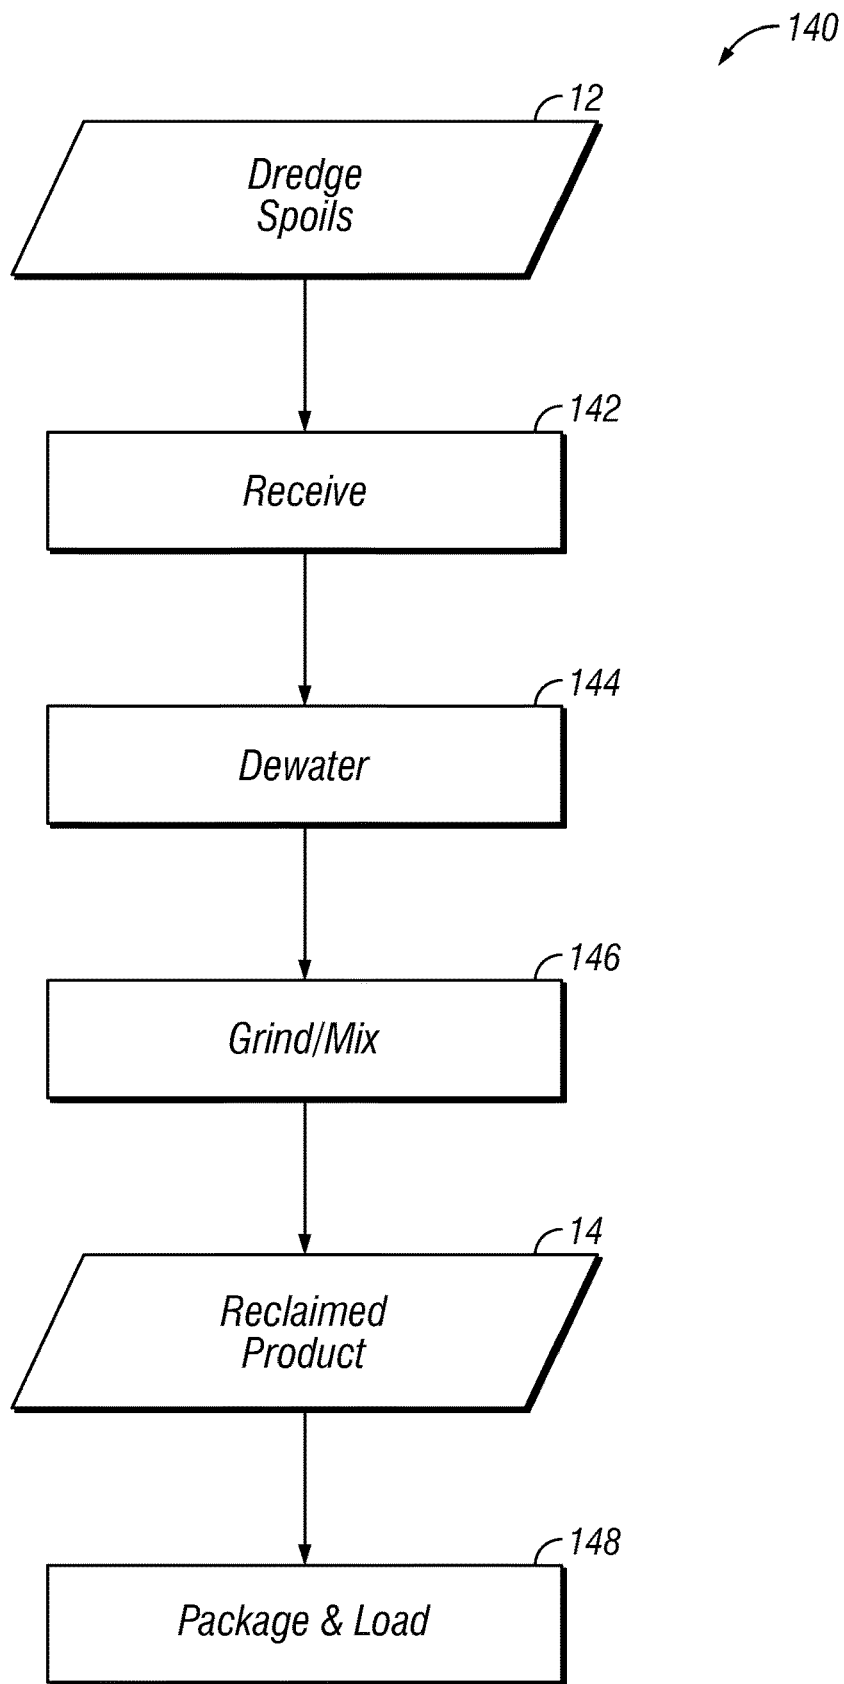 140
12
Dredge
Spoils
142
Receive
144
Dewater
146
Grind/Mix
14
Reclaimed
Product
148
Package & Load